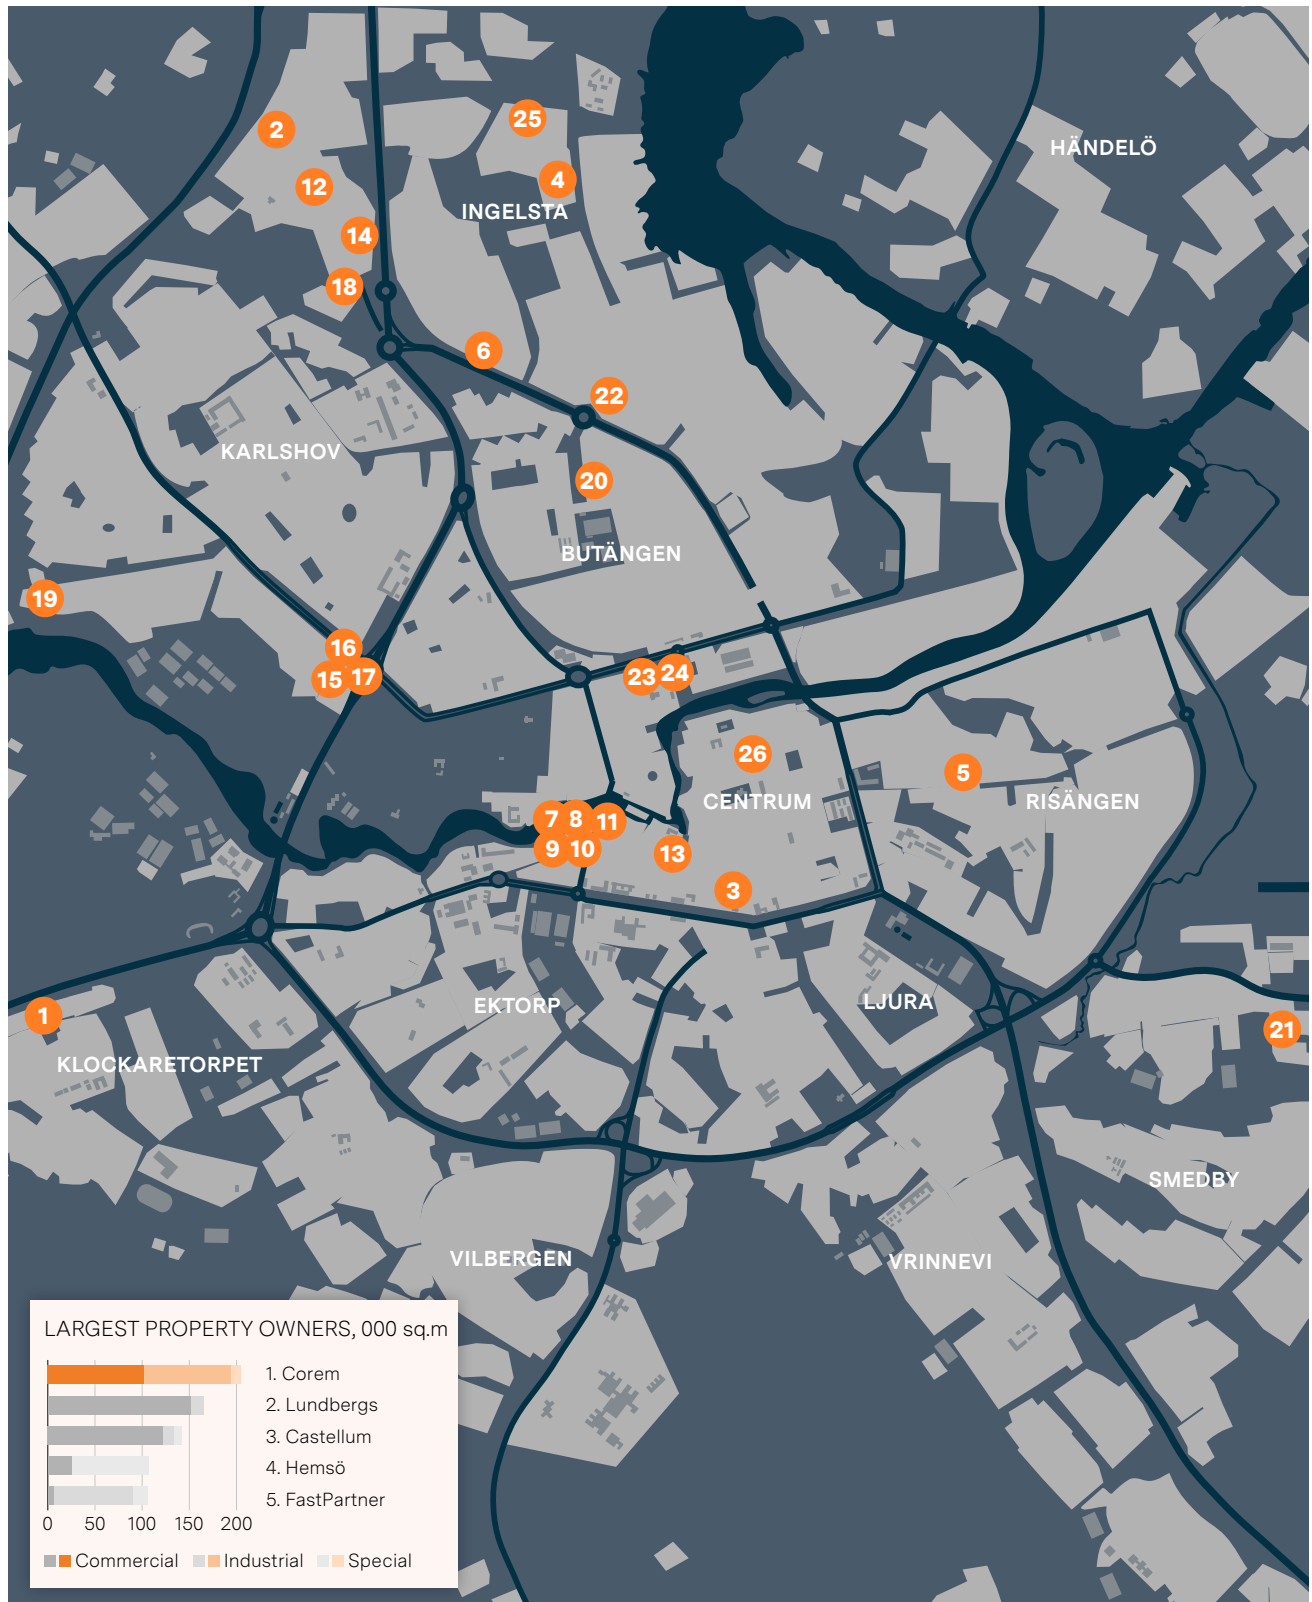 25
2
HÄNDELÖ
4
12
INGELSTA
14
18
6
22
KARLSHOV
20
BUTÄNGEN
19
16
15 17
23 24
26
5
CENTRUM
RISÄNGEN
7 8 11
9 10
13
3
LJURA
EKTORP
1
21
KLOCKARETORPET
SMEDBY
VILBERGEN
VRINNEVI
LARGEST PROPERTY OWNERS, 000 sq.m
1. Corem
2. Lundbergs
3. Castellum
4. Hemsö
5. FastPartner
0 50 100 150 200
Commercial Industrial Special